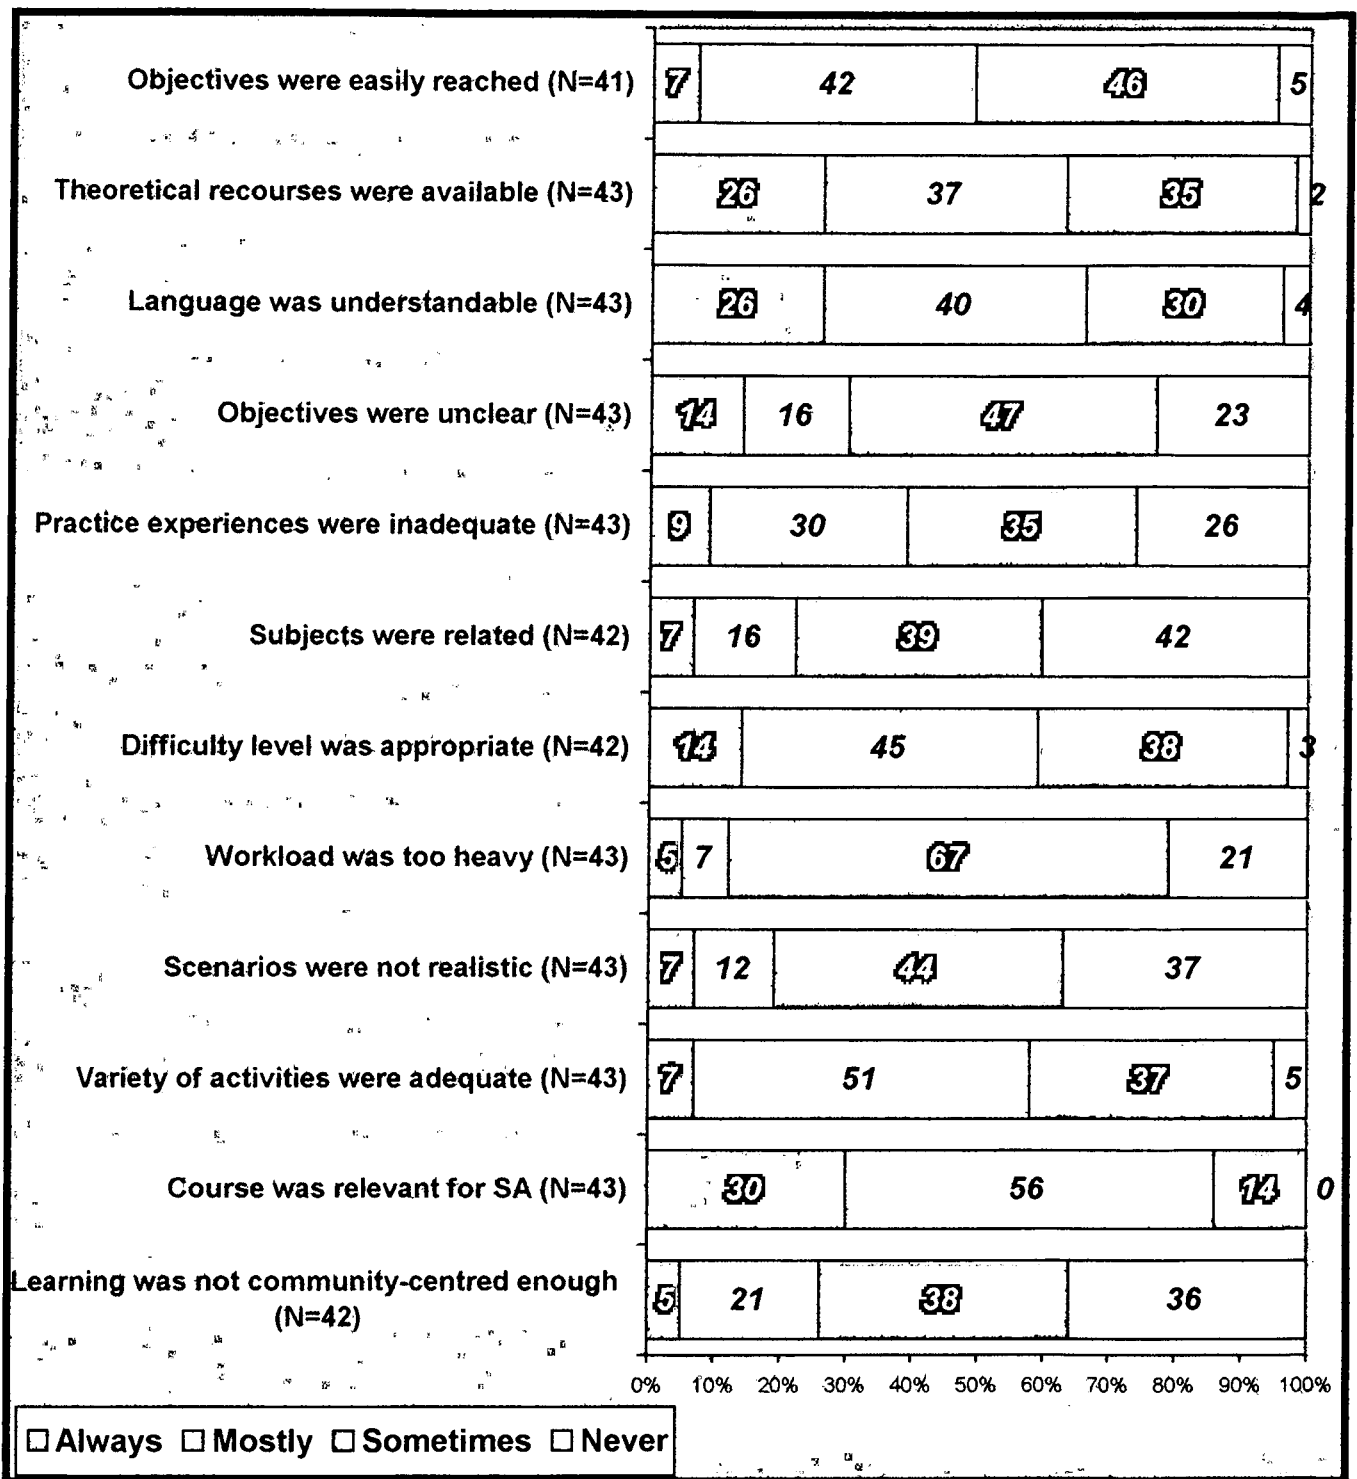 Objectives were easily reached (N=41) 7 42 46 5
Theoretical recourses were available (N=43) 26 37 35 2
Language was understandable (N=43) 26 40 30 4
Objectives were unclear (N=43) 14 16 47 23
Practice experiences were inadequate (N=43) 9 30 35 26
Subjects were related (N=42) 7 16 39 42
Difficulty level was appropriate (N=42) 14 45 38 3
Workload was too heavy (N=43) 5 7 67 21
Scenarios were not realistic (N=43) 7 12 44 37
Variety of activities were adequate (N=43) 7 51 37 5
Course was relevant for SA (N=43) 30 56 14 0
Learning was not community-centred enough
(N=42) 5 21 38 36
0% 10% 20% 30% 40% 50% 60% 70% 80% 90% 100%
Always Mostly Sometimes Never